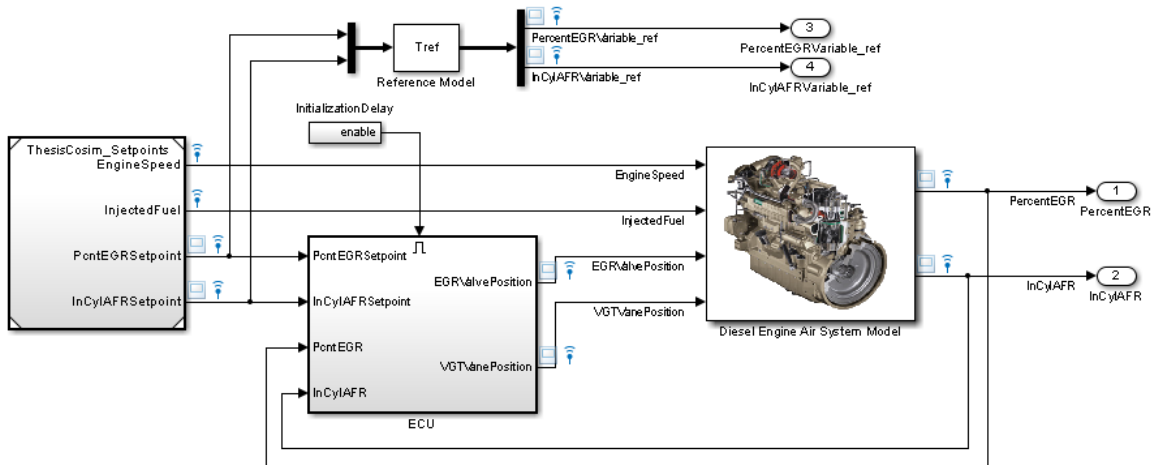 PercentEGRVariable_ref
3
PercentEGRVariable_ref
Tref
Reference Model
InCylAFRVariable_ref
4
InCylAFRVariable_ref
InitializationDelay
enable
ThesisCosim_Setpoints
EngineSpeed
EngineSpeed
InjectedFuel
InjectedFuel
PcntEGRSetpoint
InCylAFRSetpoint
PcntEGRSetpoint
InCylAFRSetpoint
PcntEGR
InCylAFR
EGRValvePosition
VGTVanePosition
ECU
EGRValvePosition
VGTVanePosition
Diesel Engine Air System Model
PercentEGR
1
PercentEGR
InCylAFR
2
InCylAFR